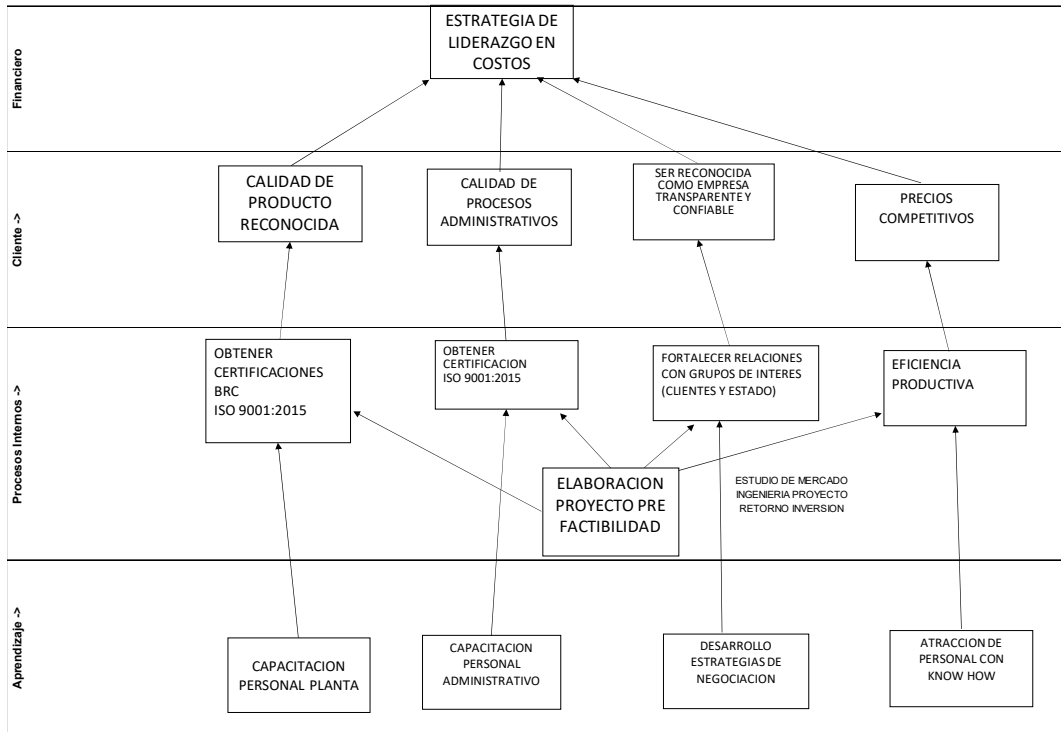 Financiero
ESTRATEGIA DE
LIDERAZGO EN
COSTOS
Cliente ->
CALIDAD DE
PRODUCTO
RECONOCIDA
CALIDAD DE
PROCESOS
ADMINISTRATIVOS
SER RECONOCIDA
COMO EMPRESA
TRANSPARENTE Y
CONFIABLE
PRECIOS
COMPETITIVOS
Procesos Internos ->
OBTENER
CERTIFICACIONES
BRC
ISO 9001:2015
OBTENER
CERTIFICACION
ISO 9001:2015
FORTALECER RELACIONES
CON GRUPOS DE INTERES
(CLIENTES Y ESTADO)
EFICIENCIA
PRODUCTIVA
ELABORACION
PROYECTO PRE
FACTIBILIDAD
ESTUDIO DE MERCADO
INGENIERIA PROYECTO
RETORNO INVERSION
Aprendizaje ->
CAPACITACION
PERSONAL PLANTA
CAPACITACION
PERSONAL
ADMINISTRATIVO
DESARROLLO
ESTRATEGIAS DE
NEGOCIACION
ATRACCION DE
PERSONAL CON
KNOW HOW